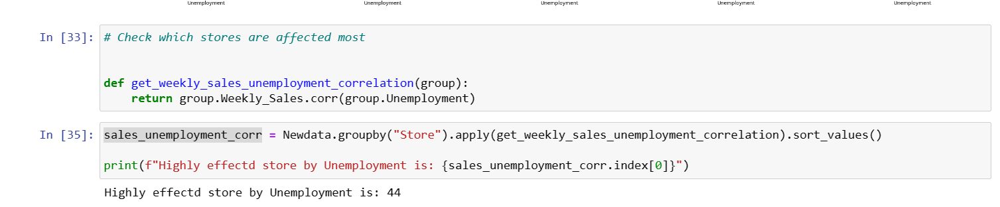 Unemployment Unemployment Unemployment Unemployment Unemployment
In [33]: # Check which stores are affected most
def get_weekly_sales_unemployment_correlation(group):
    return group.Weekly_Sales.corr(group.Unemployment)
In [35]: sales_unemployment_corr = Newdata.groupby("Store").apply(get_weekly_sales_unemployment_correlation).sort_values()
print(f"Highly effectd store by Unemployment is: {sales_unemployment_corr.index[0]}")
Highly effectd store by Unemployment is: 44